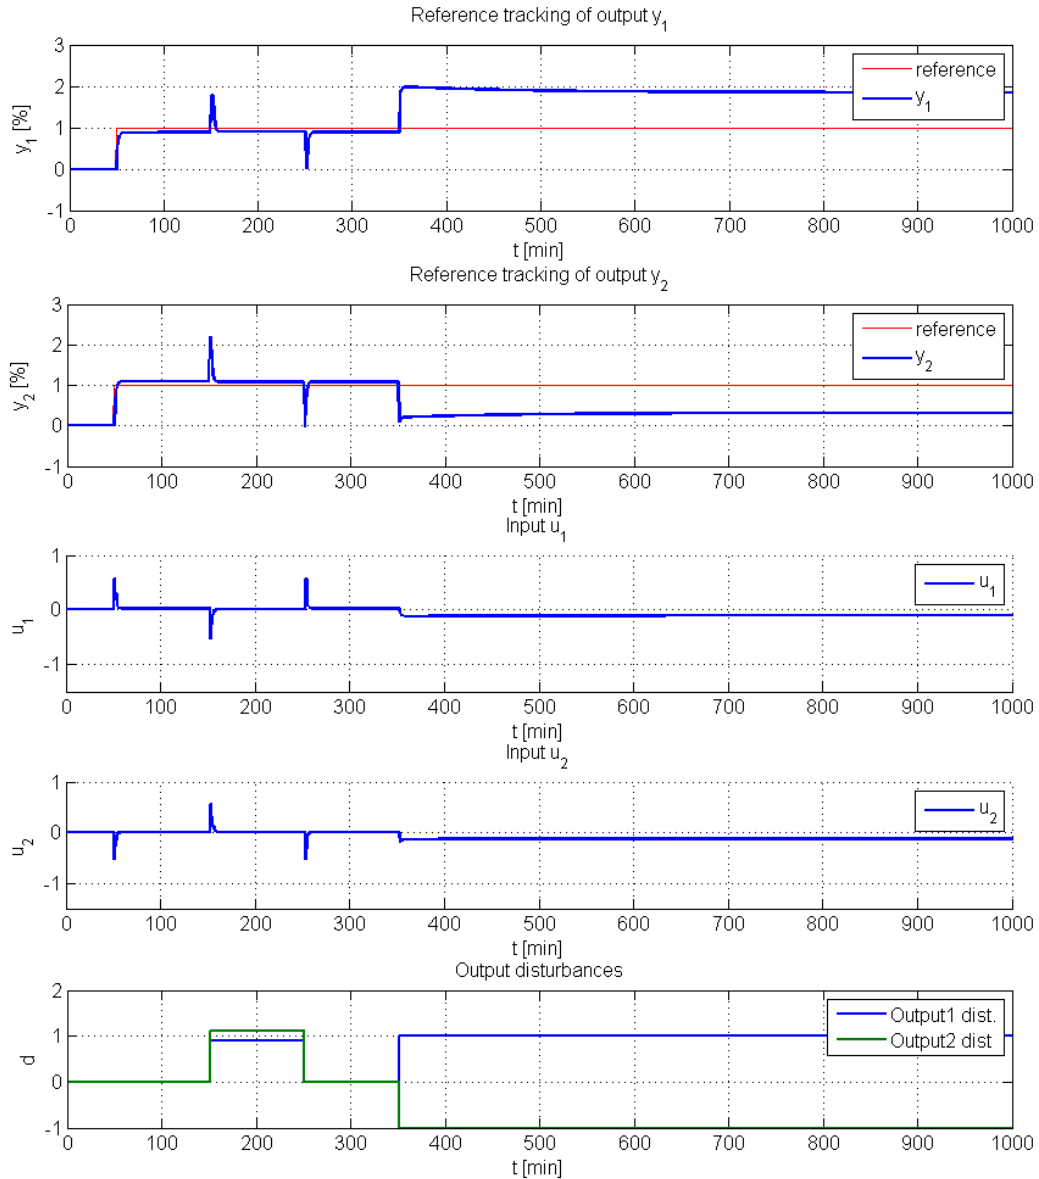 Reference tracking of output y1
3
2
1
0
-1
y1 [%]
reference
y1
0 100 200 300 400 500 600 700 800 900 1000
t [min]
Reference tracking of output y2
3
2
1
0
-1
y2 [%]
reference
y2
0 100 200 300 400 500 600 700 800 900 1000
t [min]
Input u1
1
0
-1
u1
u1
0 100 200 300 400 500 600 700 800 900 1000
t [min]
Input u2
1
0
-1
u2
u2
0 100 200 300 400 500 600 700 800 900 1000
t [min]
Output disturbances
2
1
0
-1
d
Output1 dist.
Output2 dist
0 100 200 300 400 500 600 700 800 900 1000
t [min]